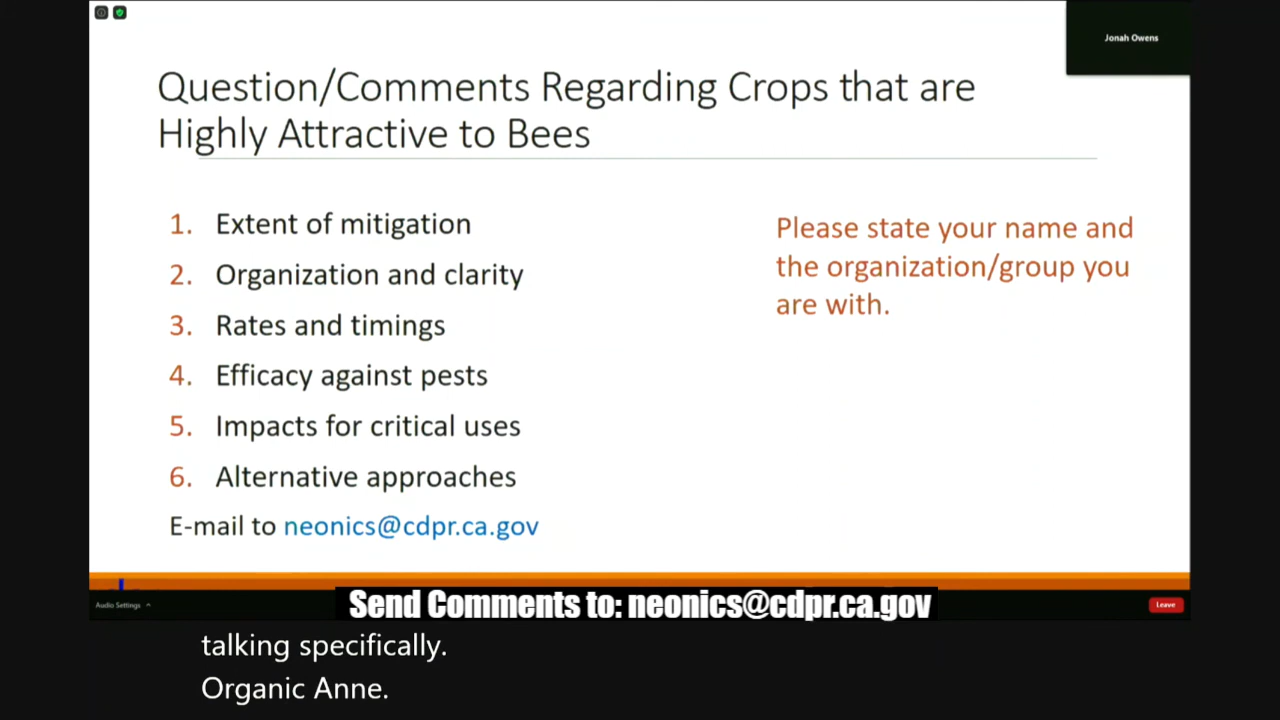 Jonah Owens
Question/Comments Regarding Crops that are
Highly Attractive to Bees
1. Extent of mitigation
2. Organization and clarity
3. Rates and timings
4. Efficacy against pests
5. Impacts for critical uses
6. Alternative approaches
E-mail to neonics@cdpr.ca.gov
Please state your name and
the organization/group you
are with.
Audio Settings
Leave
Send Comments to: neonics@cdpr.ca.gov
talking specifically.
Organic Anne.